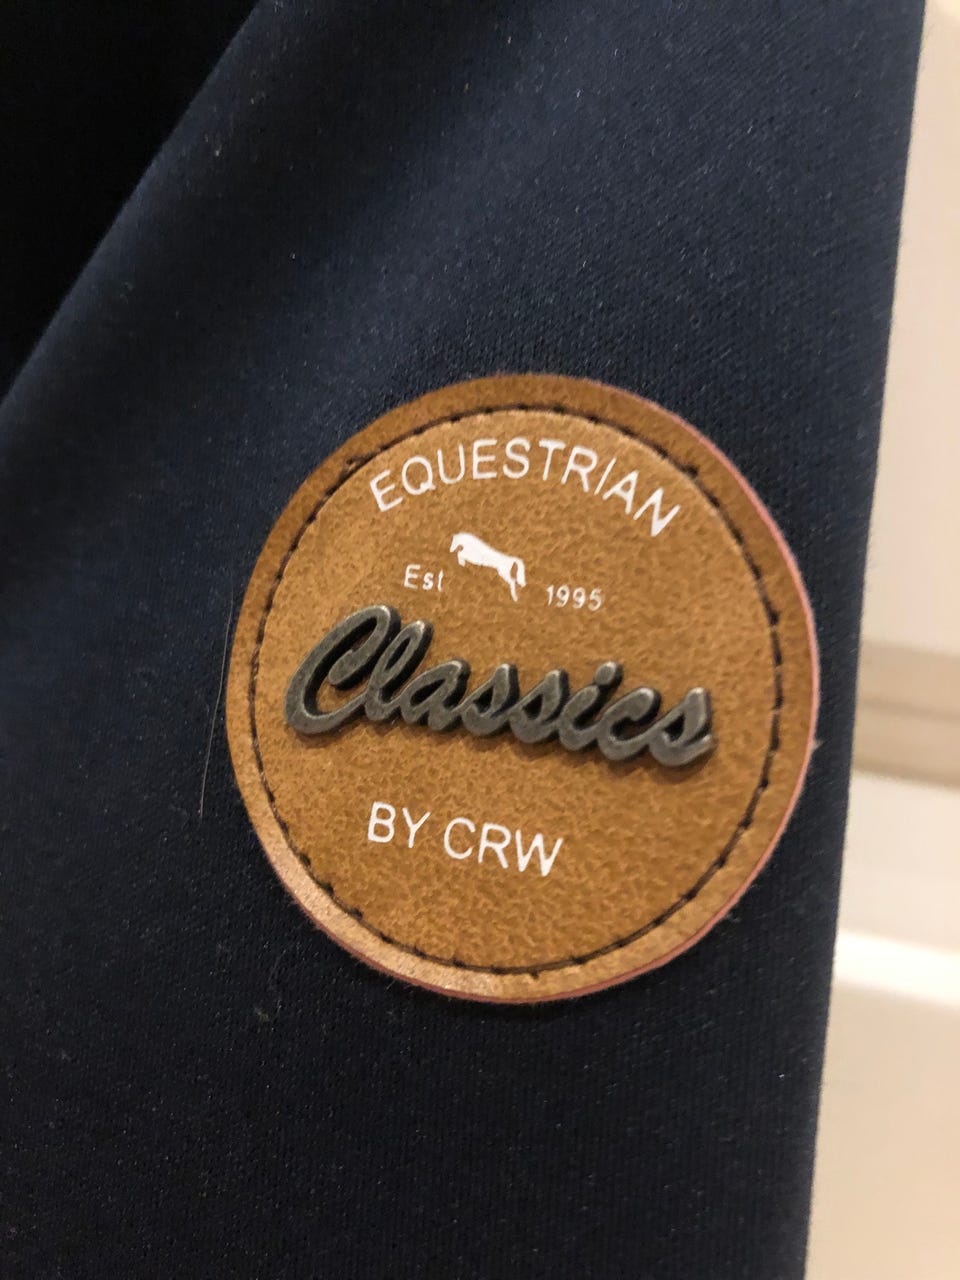 EQUESTRIAN
Est 1995
Classics
BY CRW